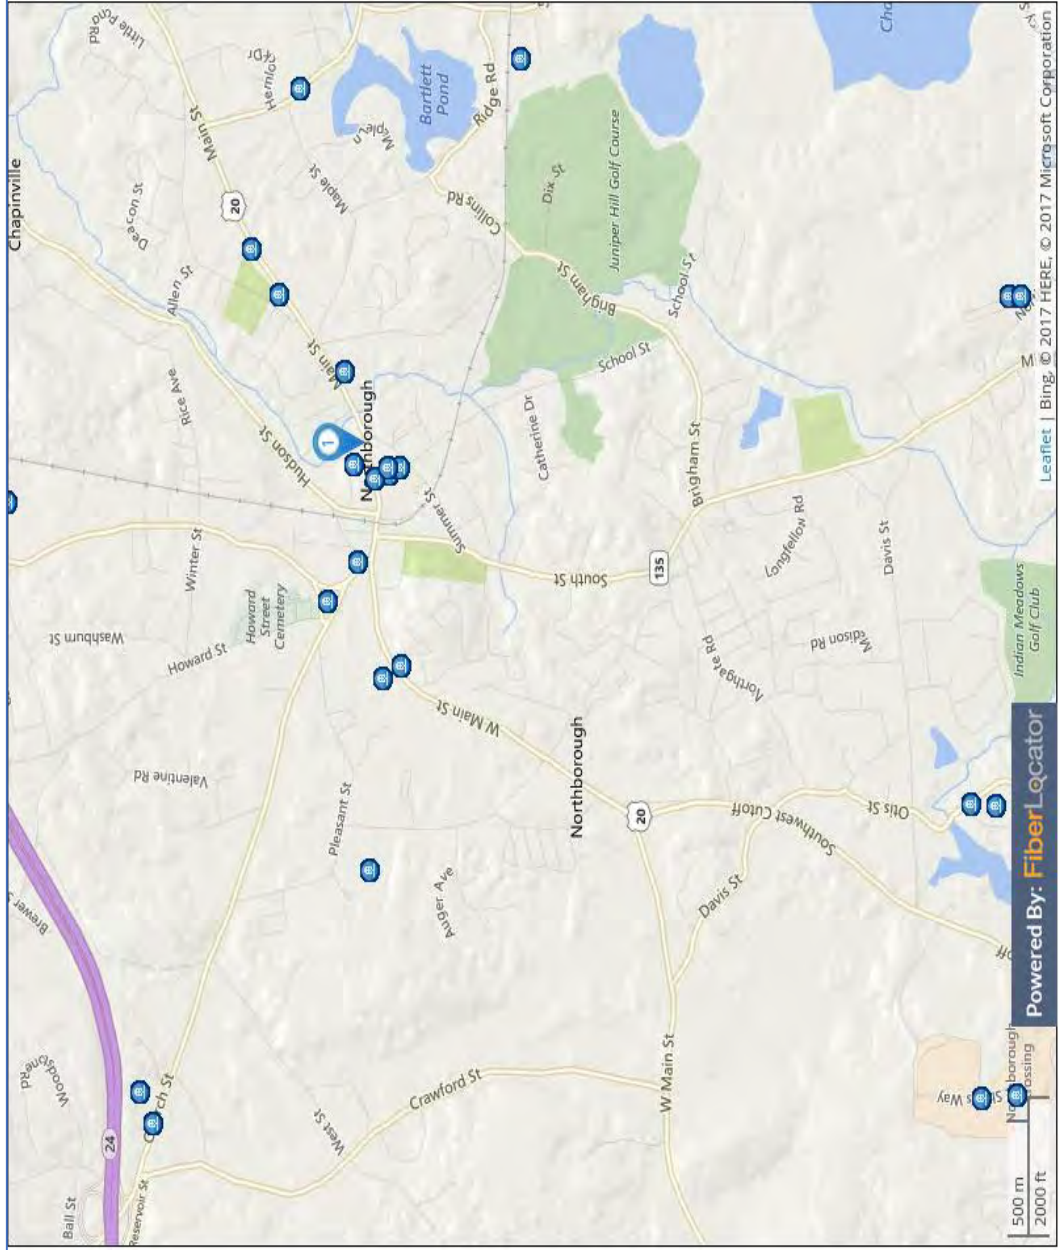 Chapinville
Little Pond Rd
Main St
Hemlock Dr
Maple Ln
Bartlett
Pond
Ridge Rd
Maple St
Deacon St
20
Allen St
Collins Rd
Dix St
Juniper Hill Golf Course
Brigham St
School St
School St
Main St
Rice Ave
Hudson St
1
Northborough
Catherine Dr
Brigham St
Summer St
Winter St
South St
135
Longfellow Rd
Davis St
Howard
Street
Cemetery
Washburn St
Howard St
Northgate Rd
Madison Rd
Indian Meadows
Golf Club
W Main St
Northborough
20
Valentine Rd
Pleasant St
Auger Ave
Southwest Cutoff
Otis St
Davis St
Brewer S
Woodstone Rd
24
Church St
Reservoir St
Ball St
West St
Crawford St
W Main St
Shops Way
Northborough
Crossing
500 m
2000 ft
Powered By: FiberLocator
Leaflet | Bing, © 2017 HERE, © 2017 Microsoft Corporation